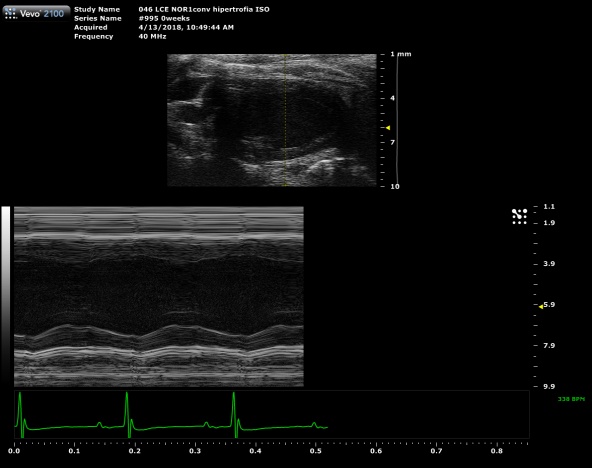 Vevo 2100
Study Name 046 LCE NOR1conv hipertrofia ISO
Series Name #995 0weeks
Acquired 4/13/2018, 10:49:44 AM
Frequency 40 MHz
1 mm
4
7
10
1.1
1.9
3.9
5.9
7.9
9.9
338 BPM
0.0 0.1 0.2 0.3 0.4 0.5 0.6 0.7 0.8